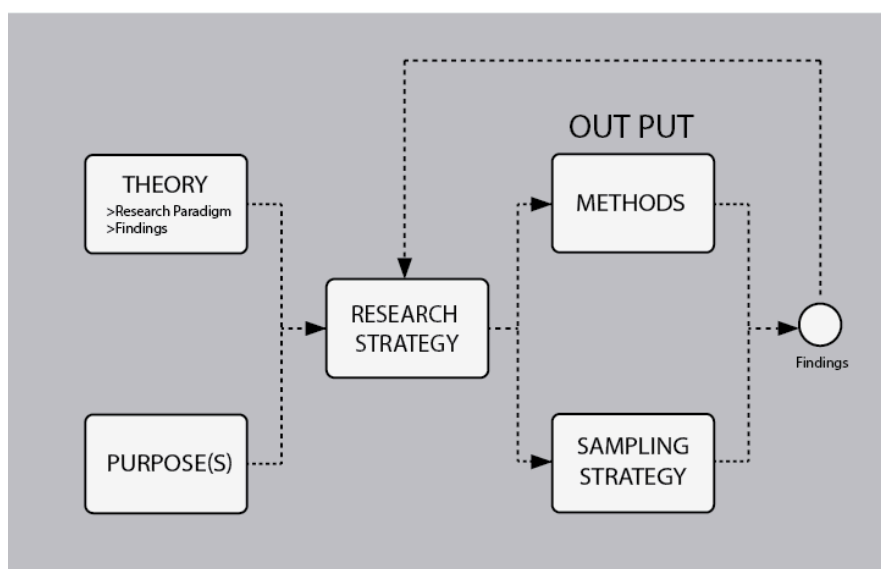 THEORY
>Research Paradigm
>Findings
PURPOSE(S)
RESEARCH
STRATEGY
OUT PUT
METHODS
SAMPLING
STRATEGY
Findings